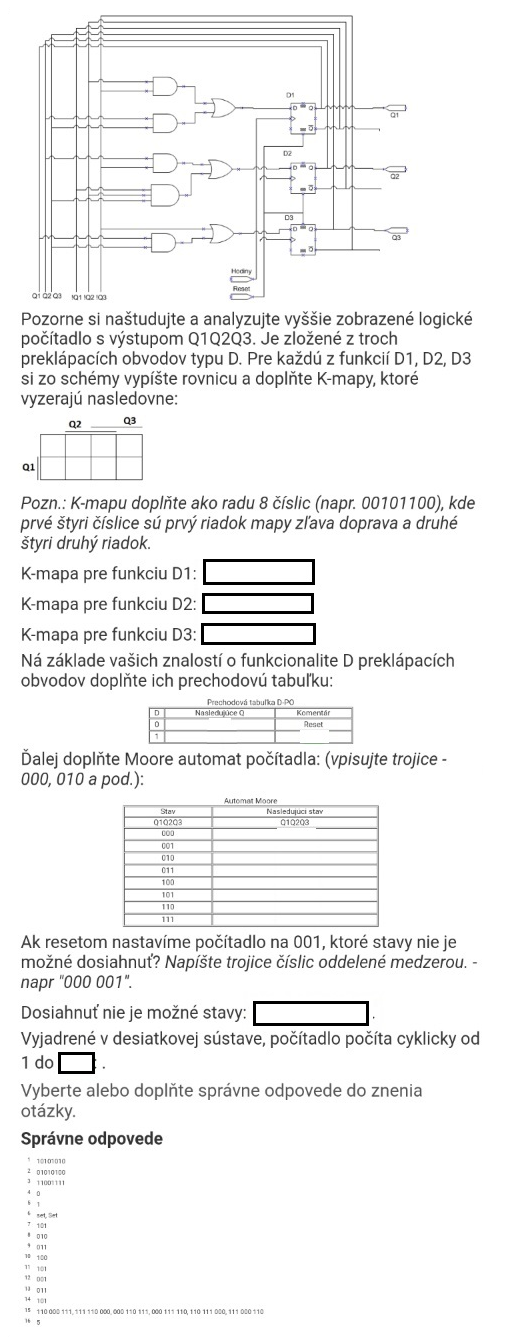 D1
D Q
Q
Q1
D2
D Q
Q
Q2
D3
D Q
Q
Q3
Hodiny
Reset
Q1 Q2 Q3 !Q1 !Q2 !Q3
Pozorne si naštudujte a analyzujte vyššie zobrazené logické
počítadlo s výstupom Q1Q2Q3. Je zložené z troch
preklápacích obvodov typu D. Pre každú z funkcií D1, D2, D3
si zo schémy vypíšte rovnicu a doplňte K-mapy, ktoré
vyzerajú nasledovne:
Q2 Q3
Q1
Pozn.: K-mapu doplňte ako radu 8 číslic (napr. 00101100), kde
prvé štyri číslice sú prvý riadok mapy zľava doprava a druhé
štyri druhý riadok.
K-mapa pre funkciu D1:
K-mapa pre funkciu D2:
K-mapa pre funkciu D3:
Ná základe vašich znalostí o funkcionalite D preklápacích
obvodov doplňte ich prechodovú tabuľku:
Prechodová tabuľka D-PO
D Nasledujúce Q Komentár
0 Reset
1
Ďalej doplňte Moore automat počítadla: (vpisujte trojice -
000, 010 a pod.):
Automat Moore
Stav Nasledujúci stav
Q1Q2Q3 Q1Q2Q3
000
001
010
011
100
101
110
111
Ak resetom nastavíme počítadlo na 001, ktoré stavy nie je
možné dosiahnuť? Napíšte trojice číslic oddelené medzerou. -
napr "000 001".
Dosiahnuť nie je možné stavy: .
Vyjadrené v desiatkovej sústave, počítadlo počíta cyklicky od
1 do .
Vyberte alebo doplňte správne odpovede do znenia
otázky.
Správne odpovede
1 10101010
2 01010100
3 11001111
4 0
5 1
6 set, Set
7 101
8 010
9 011
10 100
11 101
12 001
13 011
14 101
15 110 000 111, 111 110 000, 000 110 111, 000 111 110, 110 111 000, 111 000 110
16 5